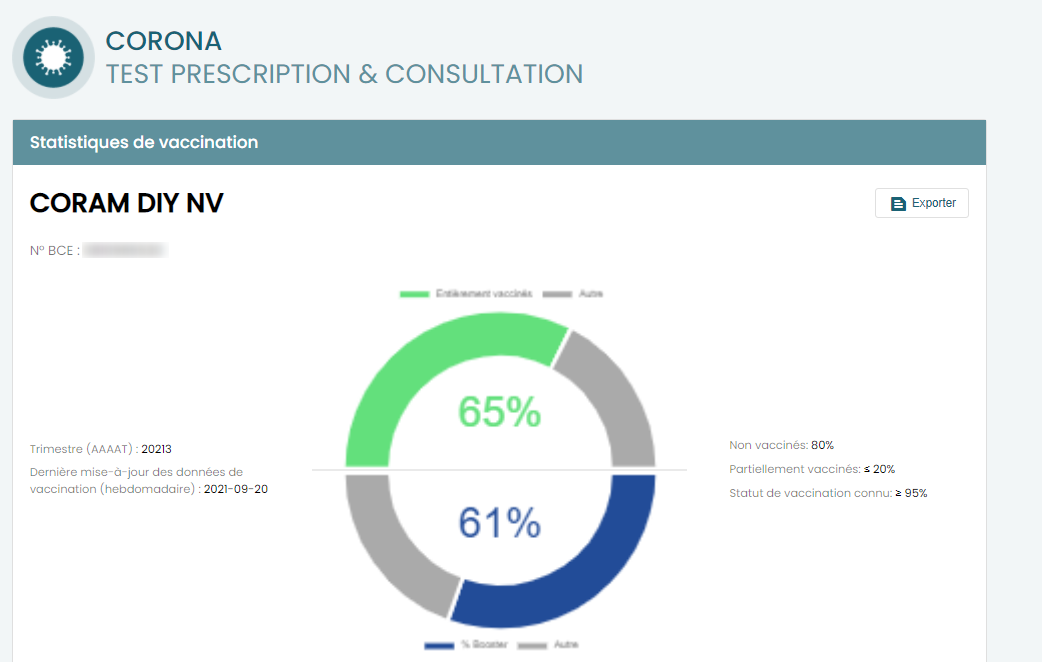 CORONA
TEST PRESCRIPTION & CONSULTATION
Statistiques de vaccination
CORAM DIY NV
Exporter
N° BCE :
Entièrement vaccinés Autre
65%
Trimestre (AAAAT) : 20213
Dernière mise-à-jour des données de
vaccination (hebdomadaire) : 2021-09-20
Non vaccinés: 80%
Partiellement vaccinés: ≤ 20%
Statut de vaccination connu: ≥ 95%
61%
% Booster Autre